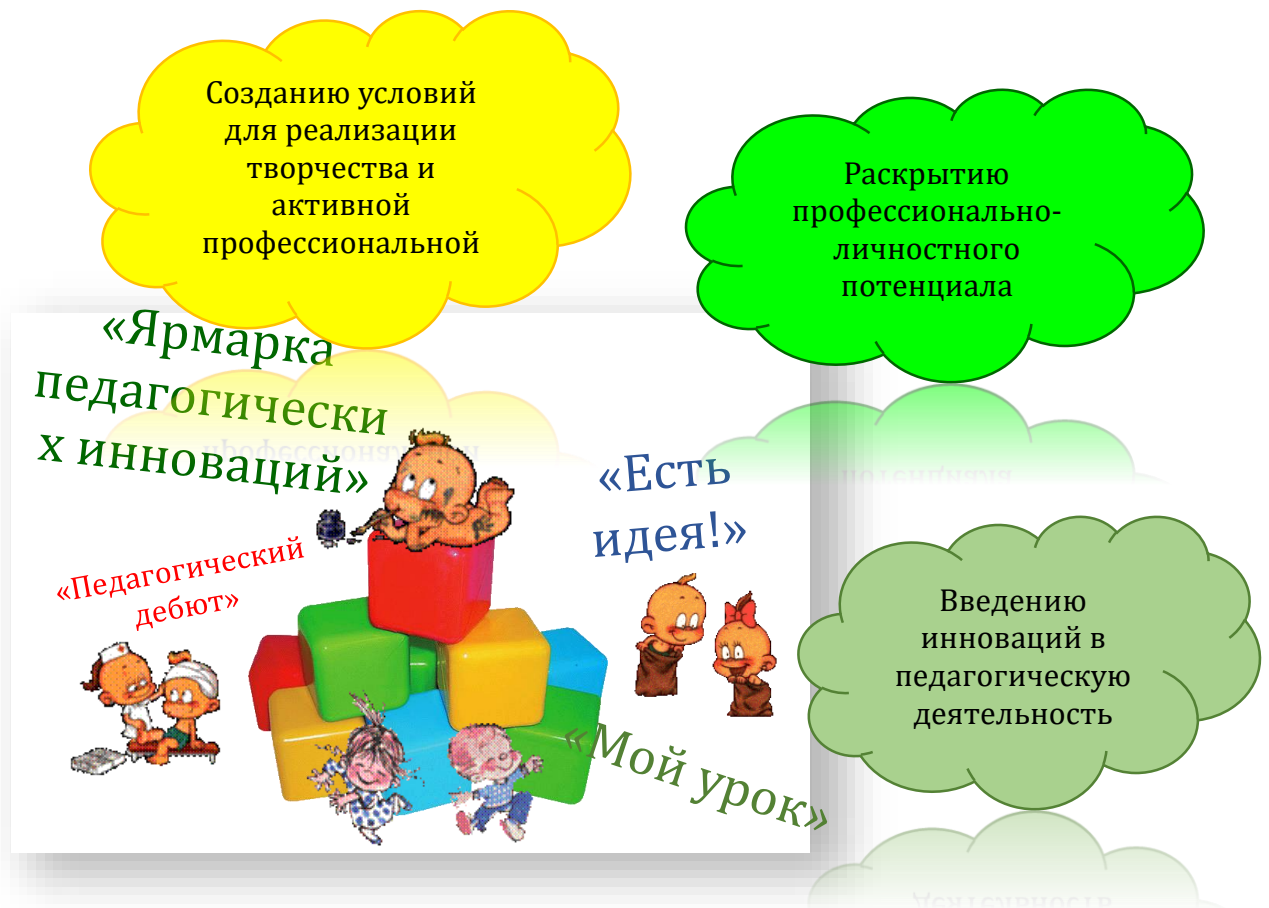 Созданию условий
для реализации
творчества и
активной
профессиональной
Раскрытию
профессионально-
личностного
потенциала
«Ярмарка
педагогически
х инноваций»
«Есть
идея!»
«Педагогический
дебют»
Введению
инноваций в
педагогическую
деятельность
«Мой урок»